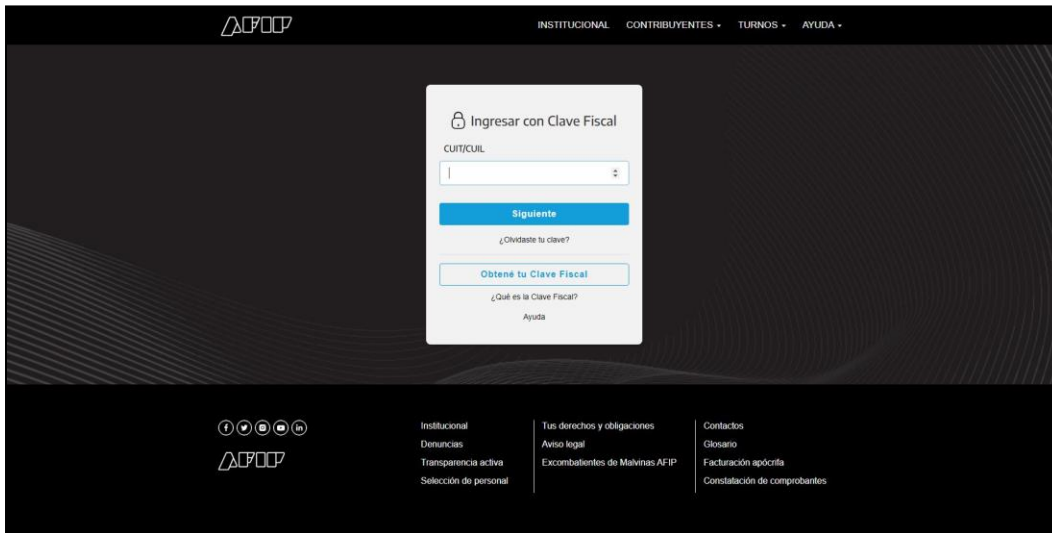 AFIP
INSTITUCIONAL CONTRIBUYENTES TURNOS AYUDA
Ingresar con Clave Fiscal
CUIT/CUIL
Siguiente
¿Olvidaste tu clave?
Obtené tu Clave Fiscal
¿Qué es la Clave Fiscal?
Ayuda
AFIP
Institucional
Denuncias
Transparencia activa
Selección de personal
Tus derechos y obligaciones
Aviso legal
Excombatientes de Malvinas AFIP
Contactos
Glosario
Facturación apócrifa
Constatación de comprobantes